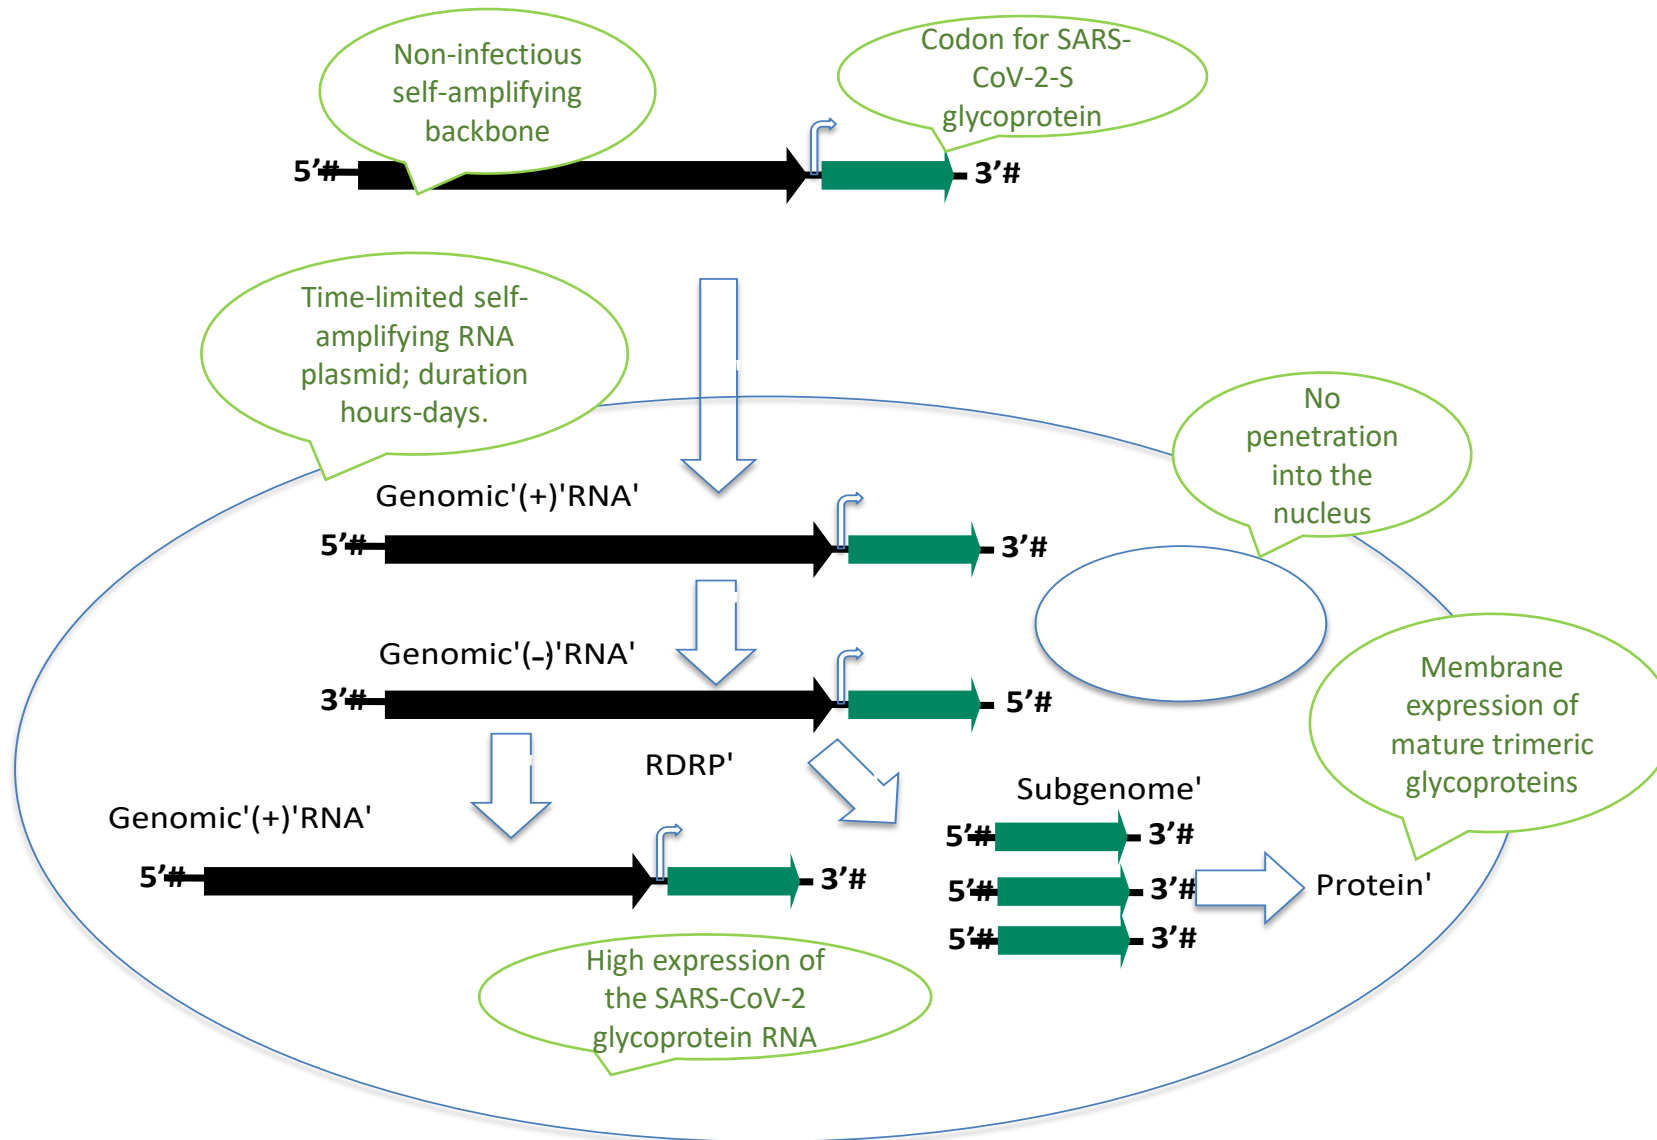 Non-infectious
self-amplifying
backbone
Codon for SARS-
CoV-2-S
glycoprotein
5’#
3’#
Time-limited self-
amplifying RNA
plasmid; duration
hours-days.
No
penetration
into the
nucleus
Genomic'(+)'RNA'
5’#
3’#
Genomic'(-)'RNA'
3’#
5’#
Membrane
expression of
mature trimeric
glycoproteins
RDRP'
Subgenome'
Genomic'(+)'RNA'
5’#
3’#
5’#
3’#
5’#
3’#
5’#
3’#
Protein'
High expression of
the SARS-CoV-2
glycoprotein RNA